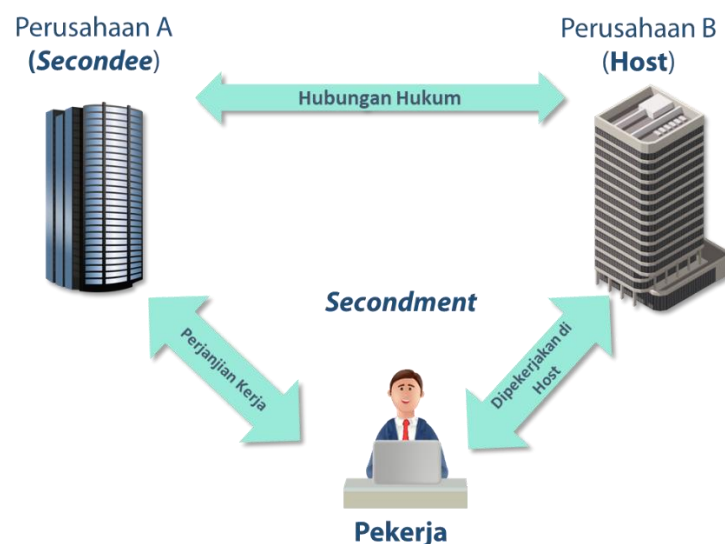 Perusahaan A
(Secondee)
Perusahaan B
(Host)
Hubungan Hukum
Secondment
Perjanjian Kerja
Dipekerjakan di
Host
Pekerja